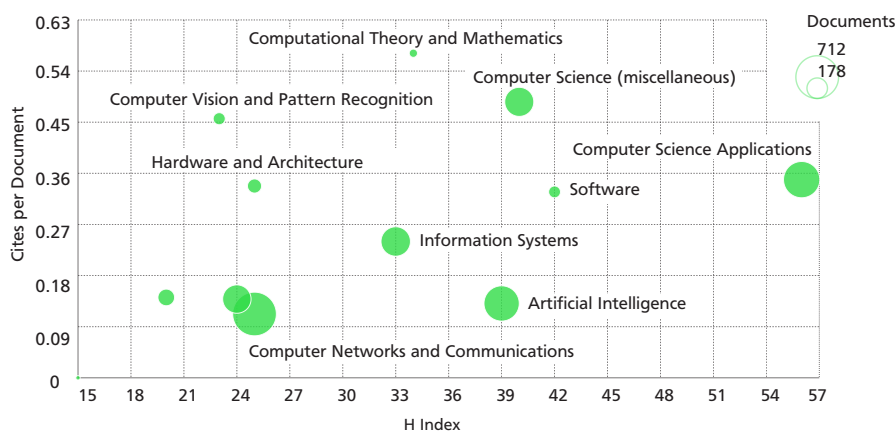 Documents
712
178
0.63
0.54
0.45
0.36
0.27
0.18
0.09
0
Cites per Document
Computational Theory and Mathematics
Computer Science (miscellaneous)
Computer Vision and Pattern Recognition
Computer Science Applications
Hardware and Architecture
Software
Information Systems
Artificial Intelligence
Computer Networks and Communications
15 18 21 24 27 30 33 36 39 42 45 48 51 54 57
H Index